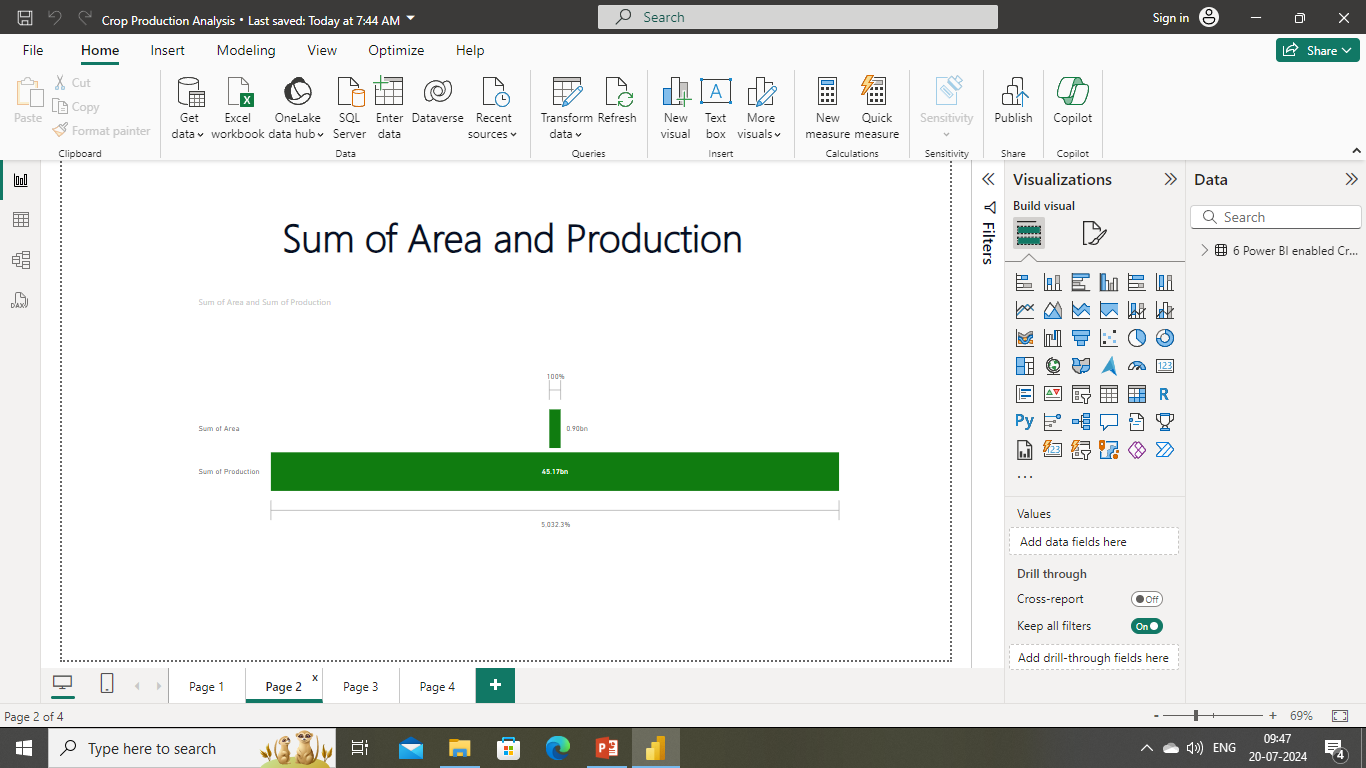 Crop Production Analysis • Last saved: Today at 7:44 AM
Search
Sign in
File Home Insert Modeling View Optimize Help
Share
Paste
Cut
Copy
Format painter
Clipboard
Get data
Excel workbook
OneLake data hub
SQL Server
Enter data
Dataverse
Recent sources
Data
Transform data
Refresh
Queries
New visual
Text box
A
More visuals
Insert
New measure
Quick measure
Calculations
Sensitivity
Sensitivity
Publish
Share
Copilot
Copilot
DAX
Sum of Area and Production
Sum of Area and Sum of Production
100%
Sum of Area
0.90bn
Sum of Production
45.17bn
5,032.3%
Filters
Visualizations
Build visual
123
R
Py
123
Values
Add data fields here
Drill through
Cross-report
Off
Keep all filters
On
Add drill-through fields here
Data
Search
6 Power BI enabled Cr...
Page 1
Page 2
x
Page 3
Page 4
+
Page 2 of 4
- + 69%
Type here to search
ENG
09:47
20-07-2024
4